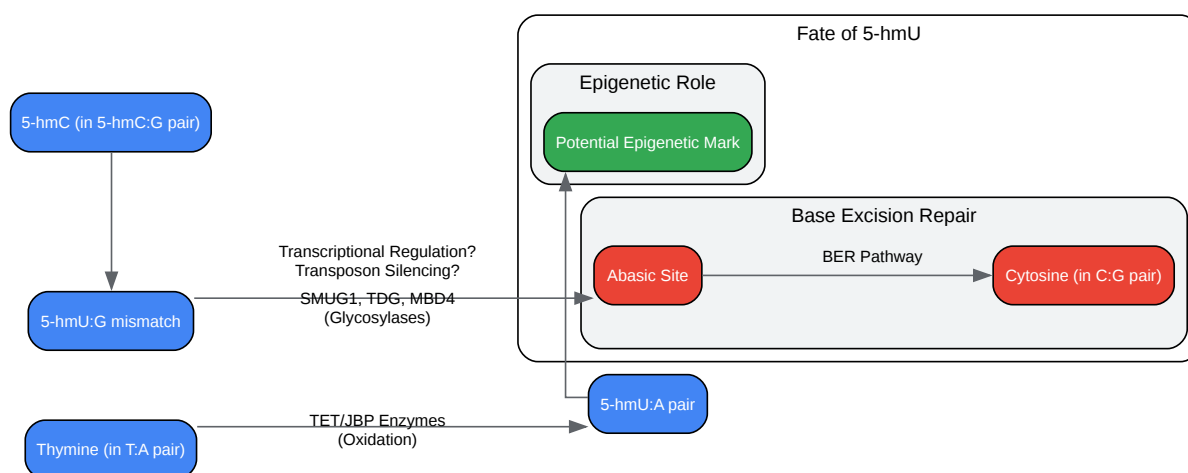 Fate of 5-hmU
Epigenetic Role
5-hmC (in 5-hmC:G pair)
Potential Epigenetic Mark
Base Excision Repair
Transcriptional Regulation?
Transposon Silencing?
BER Pathway
Abasic Site
Cytosine (in C:G pair)
SMUG1, TDG, MBD4
(Glycosylases)
5-hmU:G mismatch
5-hmU:A pair
TET/JBP Enzymes
(Oxidation)
Thymine (in T:A pair)